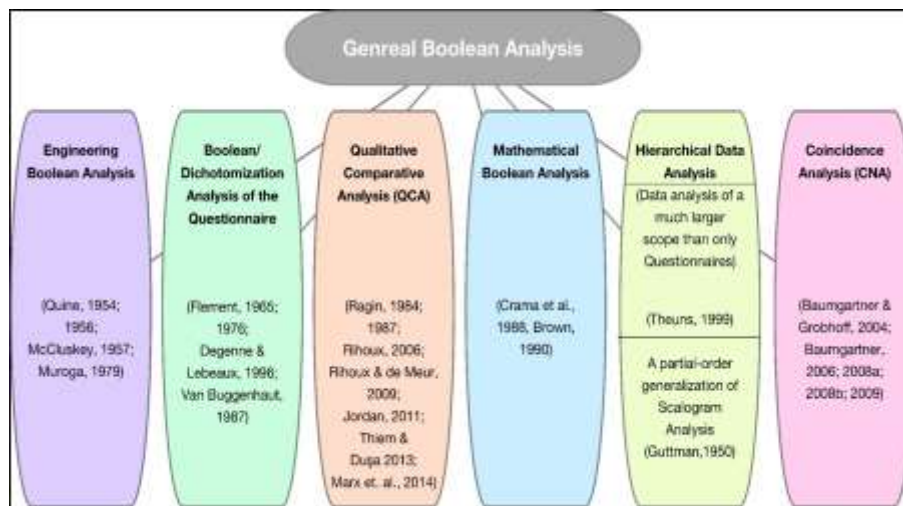 Genreal Boolean Analysis
Engineering
Boolean Analysis
(Quine, 1954;
1956;
McCluskey, 1957;
Muroga, 1979)
Boolean/
Dichotomization
Analysis of the
Questionnaire
(Flement, 1965;
1976;
Degenne &
Lebeaux, 1996;
Van Buggenhaut,
1987)
Qualitative
Comparative
Analysis (QCA)
(Ragin, 1984;
1987;
Rihoux, 2006;
Rihoux & de Meur,
2009;
Jordan, 2011;
Thiem &
Duşa 2013;
Marx et. al., 2014)
Mathematical
Boolean Analysis
(Crama et al.,
1988, Brown,
1990)
Hierarchical Data
Analysis
(Data analysis of a
much larger
scope than only
Questionnaires)
(Theuns, 1999)
A partial-order
generalization of
Scalogram
Analysis
(Guttman,1950)
Coincidence
Analysis (CNA)
(Baumgartner &
Grobhoff, 2004;
Baumgartner,
2006; 2008a;
2008b; 2009)